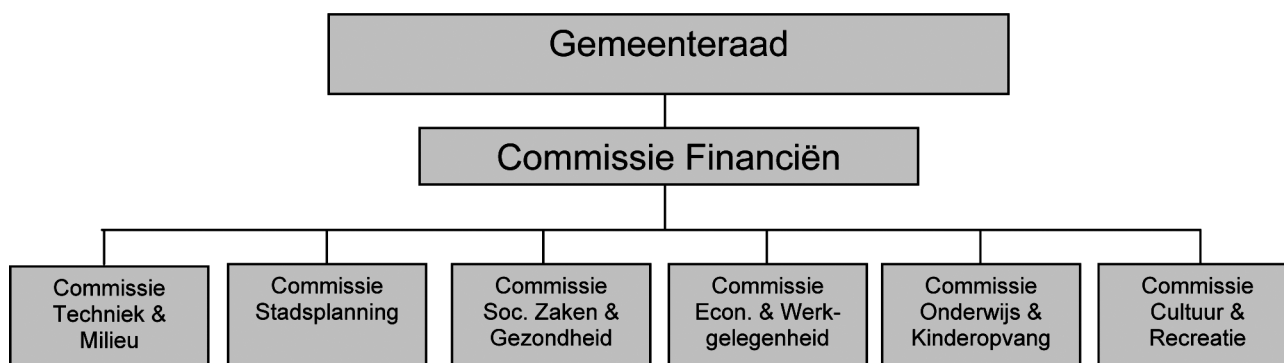 Gemeenteraad
Commissie Financiën
Commissie
Techniek &
Milieu
Commissie
Stadsplanning
Commissie
Soc. Zaken &
Gezondheid
Commissie
Econ. & Werk-
gelegenheid
Commissie
Onderwijs &
Kinderopvang
Commissie
Cultuur &
Recreatie